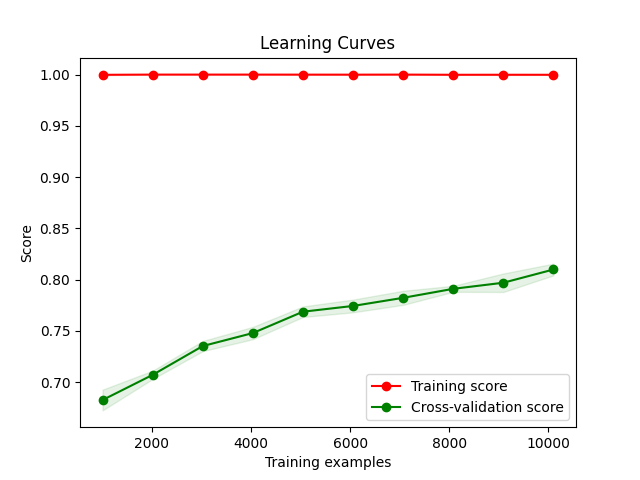 Learning Curves
1.00
0.95
0.90
0.85
0.80
0.75
0.70
Score
Training score
Cross-validation score
2000 4000 6000 8000 10000
Training examples